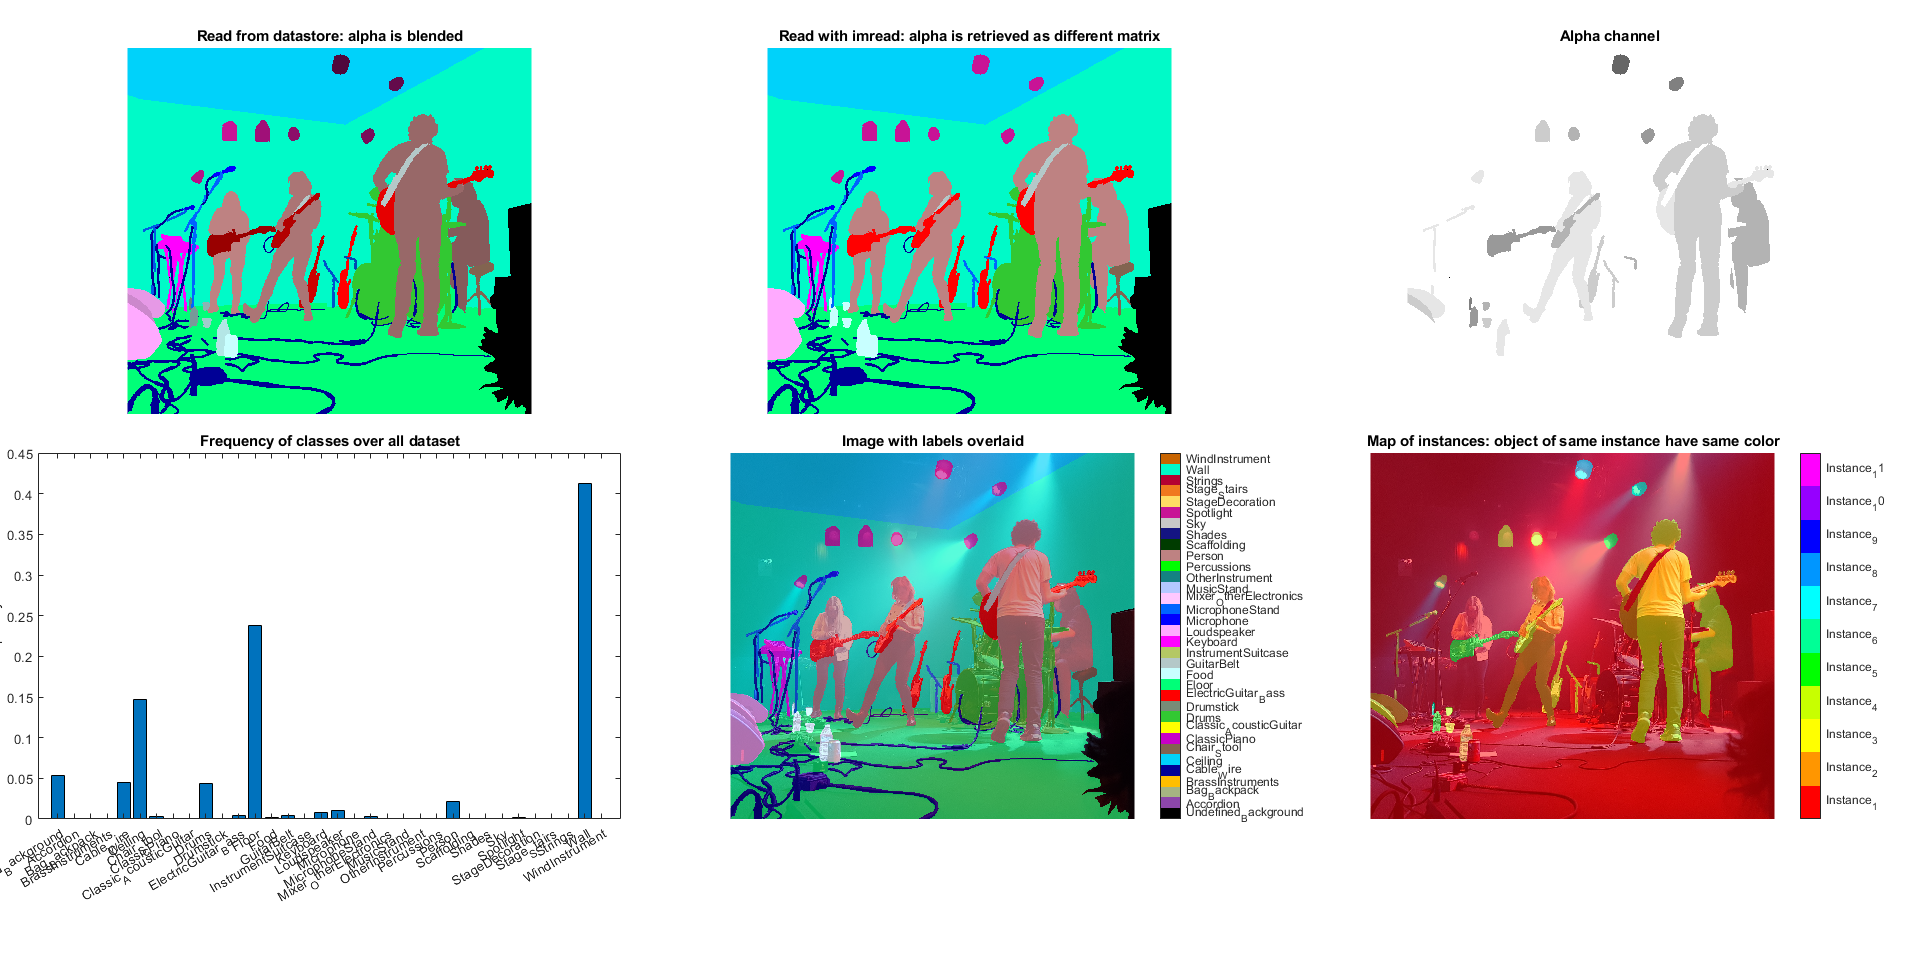 Read from datastore: alpha is blended
Read with imread: alpha is retrieved as different matrix
Alpha channel
Frequency of classes over all dataset
0.45
0.4
0.35
0.3
0.25
0.2
0.15
0.1
0.05
0
Background
Accordion
Bag_Backpack
BrassInstruments
Cable_Wire
Ceiling
Chair_Stool
ClassicPiano
Classic_AcousticGuitar
Drums
Drumstick
ElectricGuitar_Bass
Floor
Food
GuitarBelt
InstrumentSuitcase
Keyboard
Loudspeaker
Microphone
MicrophoneStand
Mixer_OtherElectronics
MusicStand
OtherInstrument
Percussions
Person
Scaffolding
Shades
Sky
Spotlight
StageDecoration
Stage_Stairs
Strings
Wall
WindInstrument
Image with labels overlaid
WindInstrument
Wall
Strings
Stage_Stairs
StageDecoration
Spotlight
Sky
Shades
Scaffolding
Person
Percussions
OtherInstrument
MusicStand
Mixer_OtherElectronics
MicrophoneStand
Microphone
Loudspeaker
Keyboard
InstrumentSuitcase
GuitarBelt
Food
Floor
ElectricGuitar_Bass
Drumstick
Drums
Classic_AcousticGuitar
ClassicPiano
Chair_Stool
Ceiling
Cable_Wire
BrassInstruments
Bag_Backpack
Accordion
Undefined_Background
Map of instances: object of same instance have same color
Instance_11
Instance_10
Instance_9
Instance_8
Instance_7
Instance_6
Instance_5
Instance_4
Instance_3
Instance_2
Instance_1